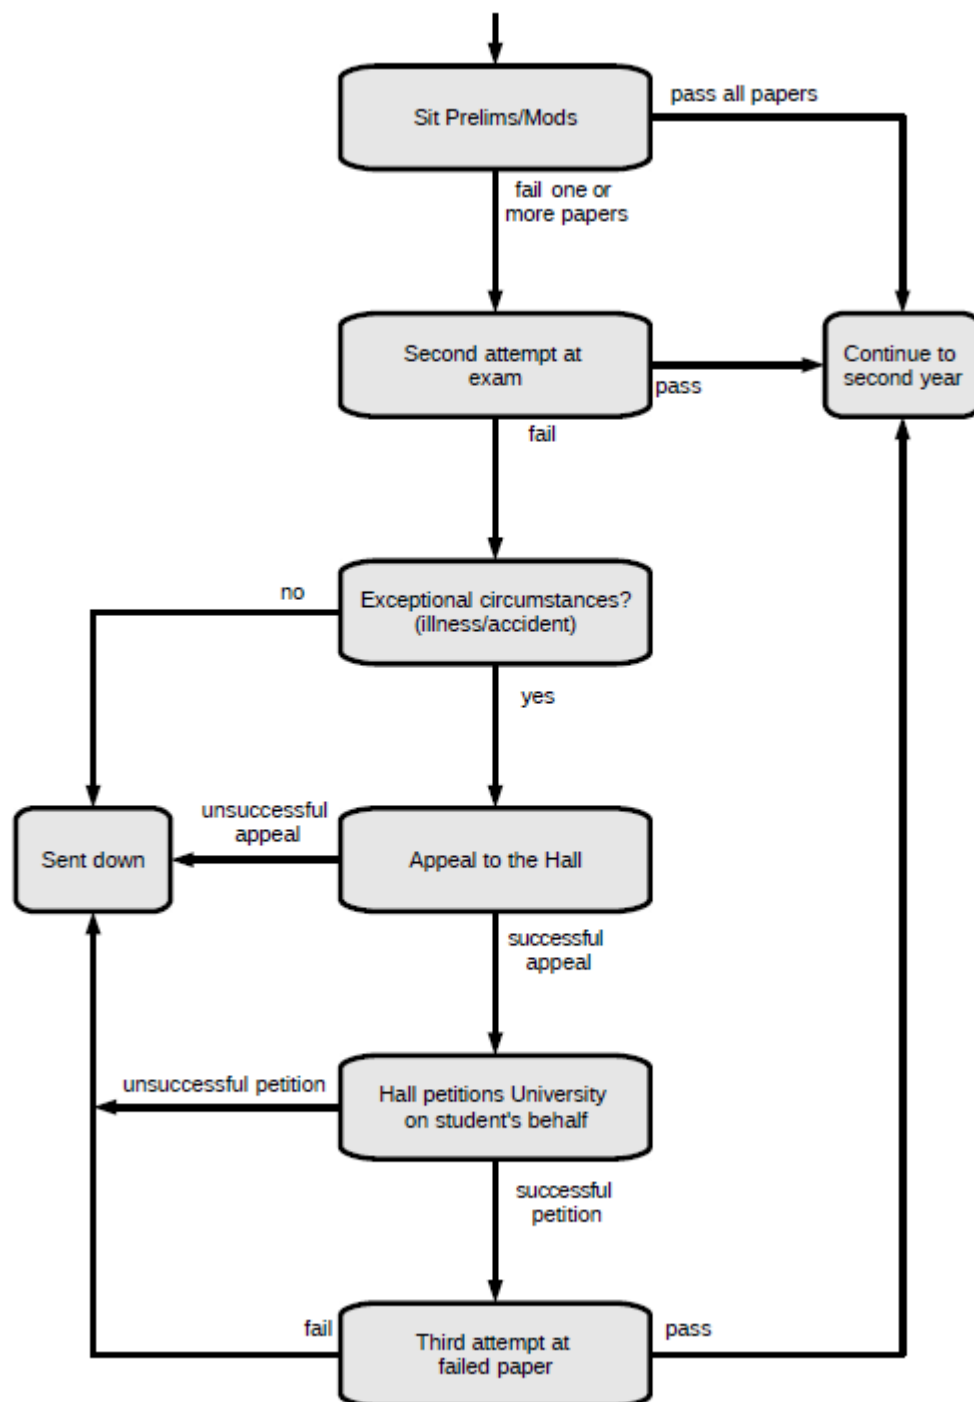 Sit Prelims/Mods
pass all papers
fail one or
more papers
Second attempt at
exam
pass
Continue to
second year
fail
Exceptional circumstances?
(illness/accident)
no
yes
Sent down
unsuccessful
appeal
Appeal to the Hall
successful
appeal
unsuccessful petition
Hall petitions University
on student's behalf
successful
petition
fail
Third attempt at
failed paper
pass